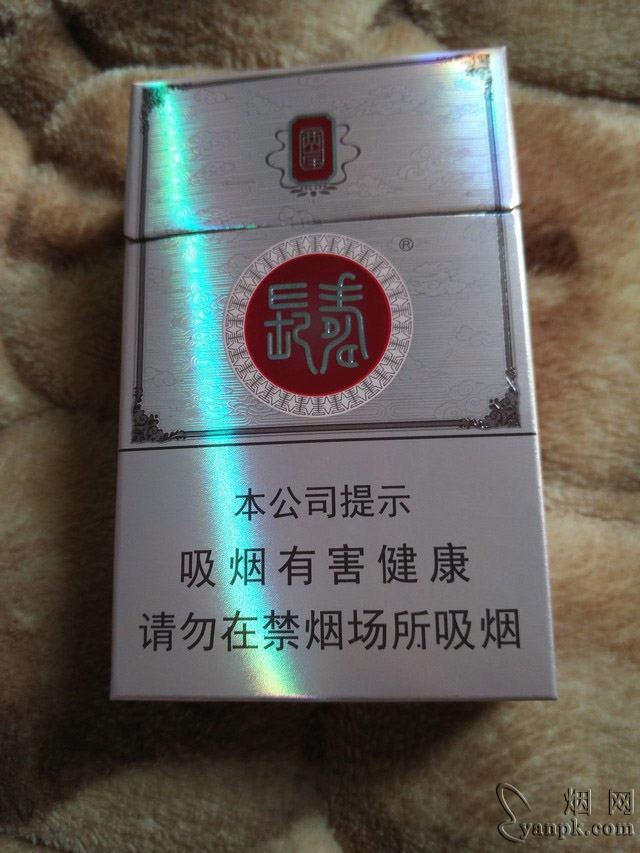 ®
本公司提示
吸烟有害健康
请勿在禁烟场所吸烟
烟网
yanpk.com